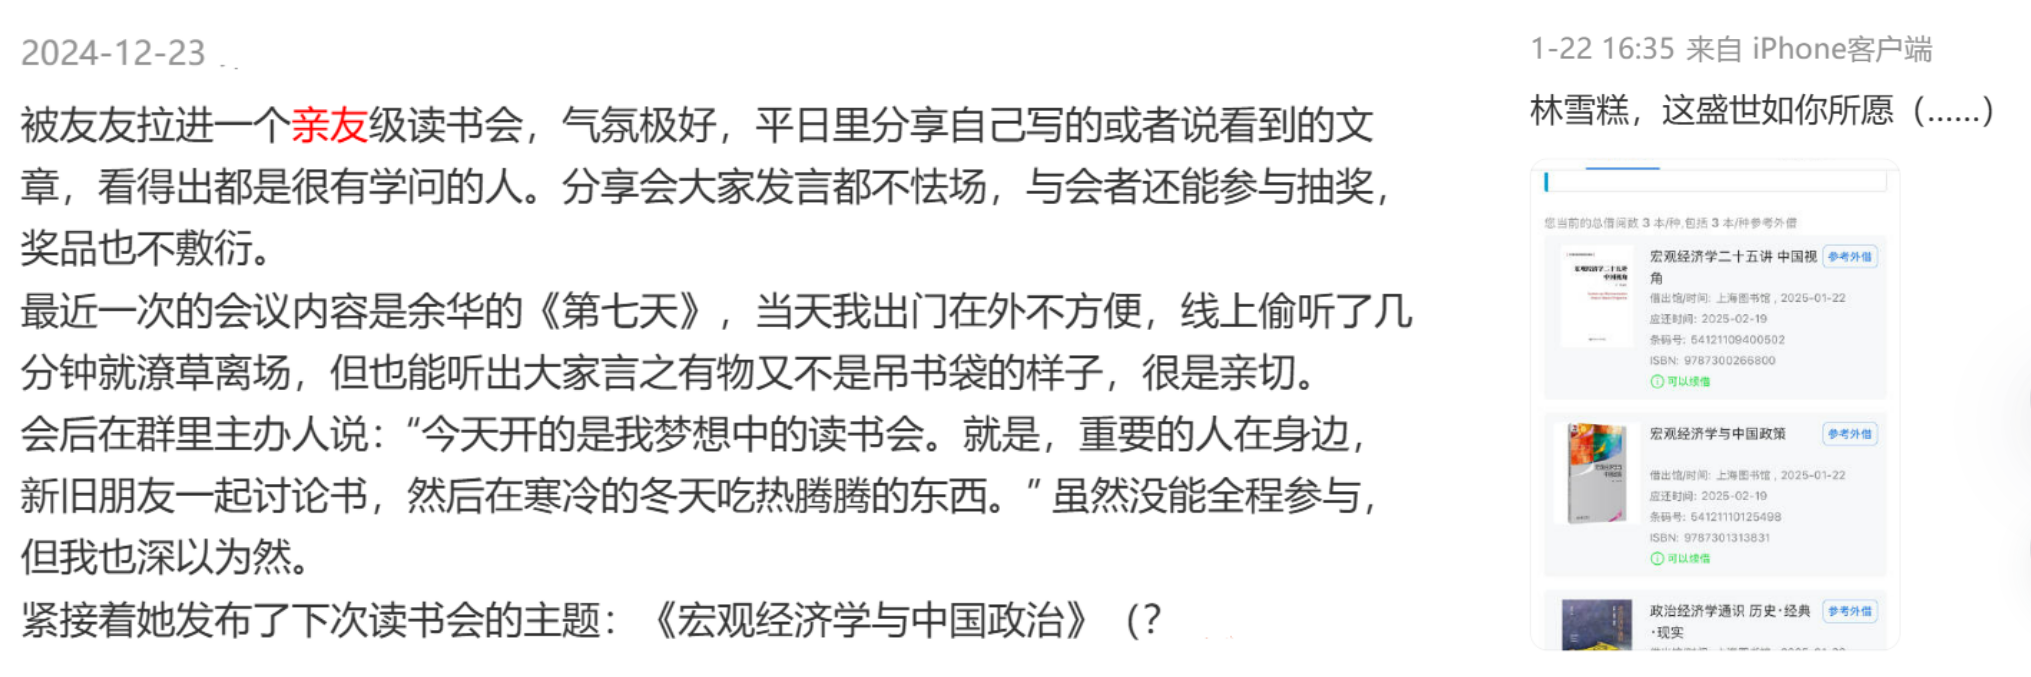 2024-12-23
被友友拉进一个亲友级读书会，气氛极好，平日里分享自己写的或者说看到的文
章，看得出都是很有学问的人。分享会大家发言都不怯场，与会者还能参与抽奖，
奖品也不敷衍。
最近一次的会议内容是余华的《第七天》，当天我出门在外不方便，线上偷听了几
分钟就潦草离场，但也能听出大家言之有物又不是吊书袋的样子，很是亲切。
会后在群里主办人说：“今天开的是我梦想中的读书会。就是，重要的人在身边，
新旧朋友一起讨论书，然后在寒冷的冬天吃热腾腾的东西。”虽然没能全程参与，
但我也深以为然。
紧接着她发布了下次读书会的主题：《宏观经济学与中国政治》（？
1-22 16:35 来自 iPhone客户端
林雪糕，这盛世如你所愿（......）
您当前的总借阅数 3 本/种,包括 3 本/种参考外借
宏观经济学二十五讲 中国视 参考外借
角
借出馆/时间: 上海图书馆 , 2025-01-22
应还时间: 2025-02-19
条码号: 54121109400502
ISBN: 9787300266800
可以续借
宏观经济学与中国政策 参考外借
借出馆/时间: 上海图书馆 , 2025-01-22
应还时间: 2025-02-19
条码号: 54121110125498
ISBN: 9787301313831
可以续借
政治经济学通识 历史·经典 参考外借
·现实